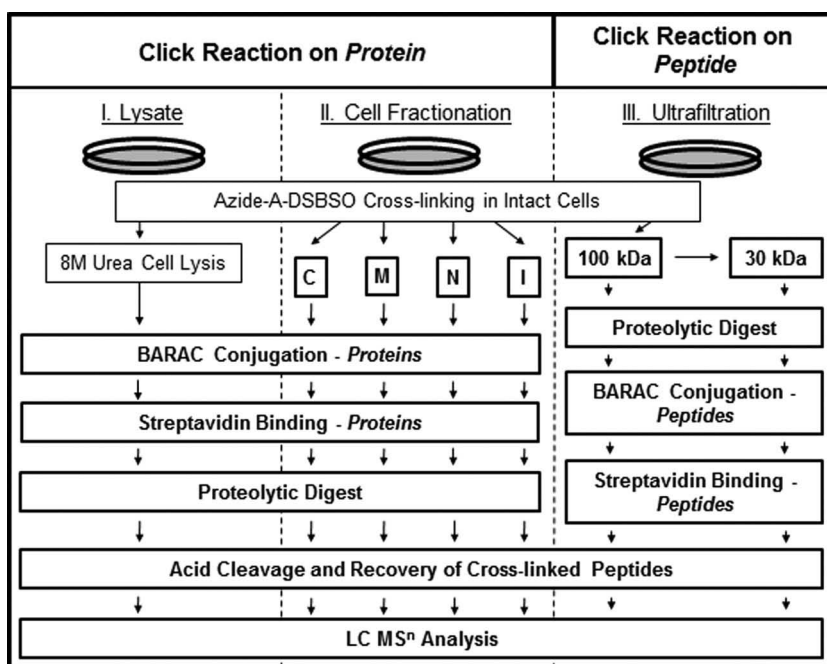 Click Reaction on Protein
Click Reaction on
Peptide
I. Lysate
II. Cell Fractionation
III. Ultrafiltration
Azide-A-DSBSO Cross-linking in Intact Cells
8M Urea Cell Lysis
C
M
N
I
100 kDa
30 kDa
BARAC Conjugation - Proteins
Streptavidin Binding - Proteins
Proteolytic Digest
Proteolytic Digest
BARAC Conjugation -
Peptides
Streptavidin Binding -
Peptides
Acid Cleavage and Recovery of Cross-linked Peptides
LC MSⁿ Analysis